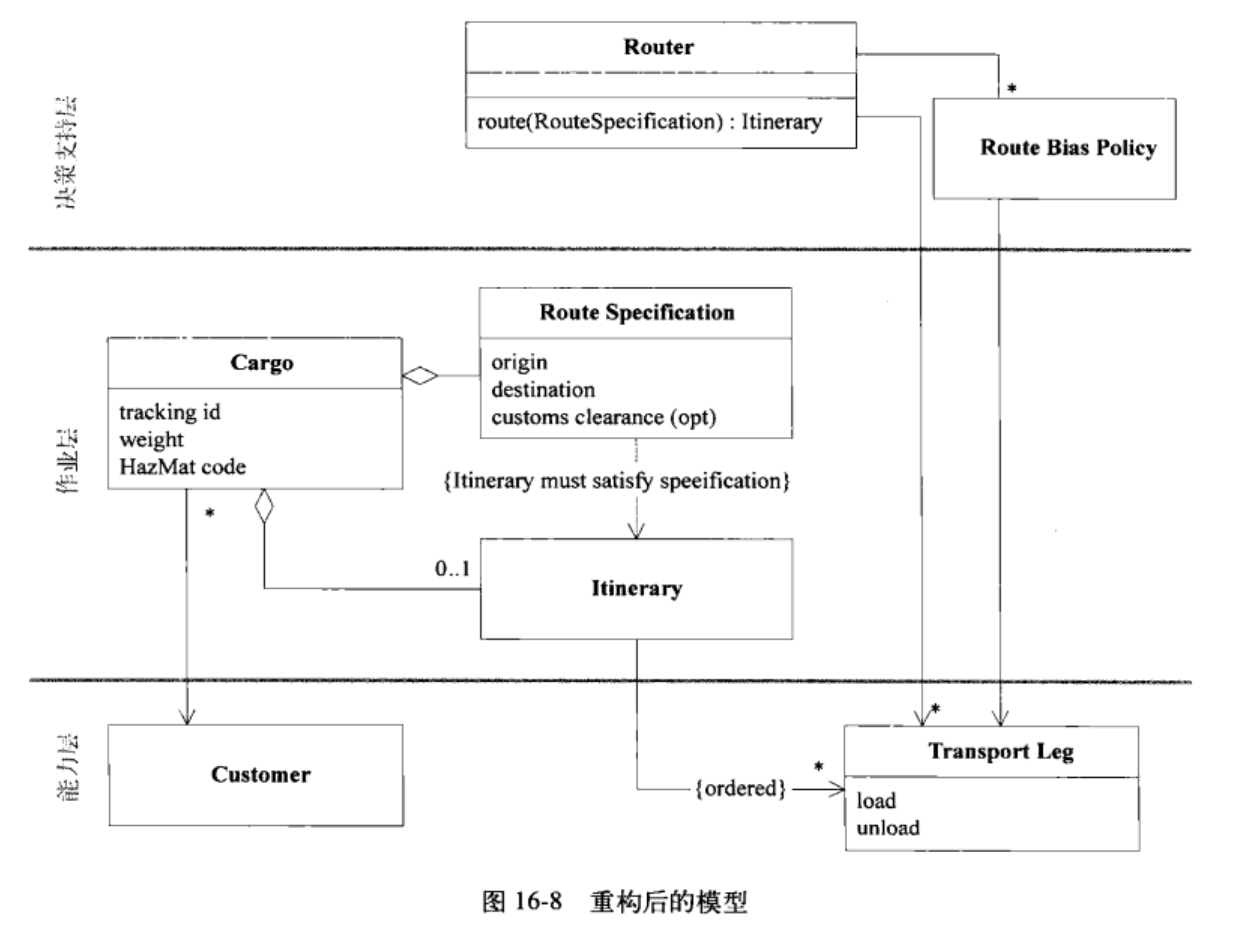 Router
*
route(RouteSpecification) : Itinerary
Route Bias Policy
决策支持层
Route Specification
Cargo
origin
destination
customs clearance (opt)
tracking id
weight
HazMat code
作业层
{Itinerary must satisfy speeification}
*
0..1
Itinerary
*
Transport Leg
能力层
Customer
*
{ordered}
load
unload
图 16-8 重构后的模型